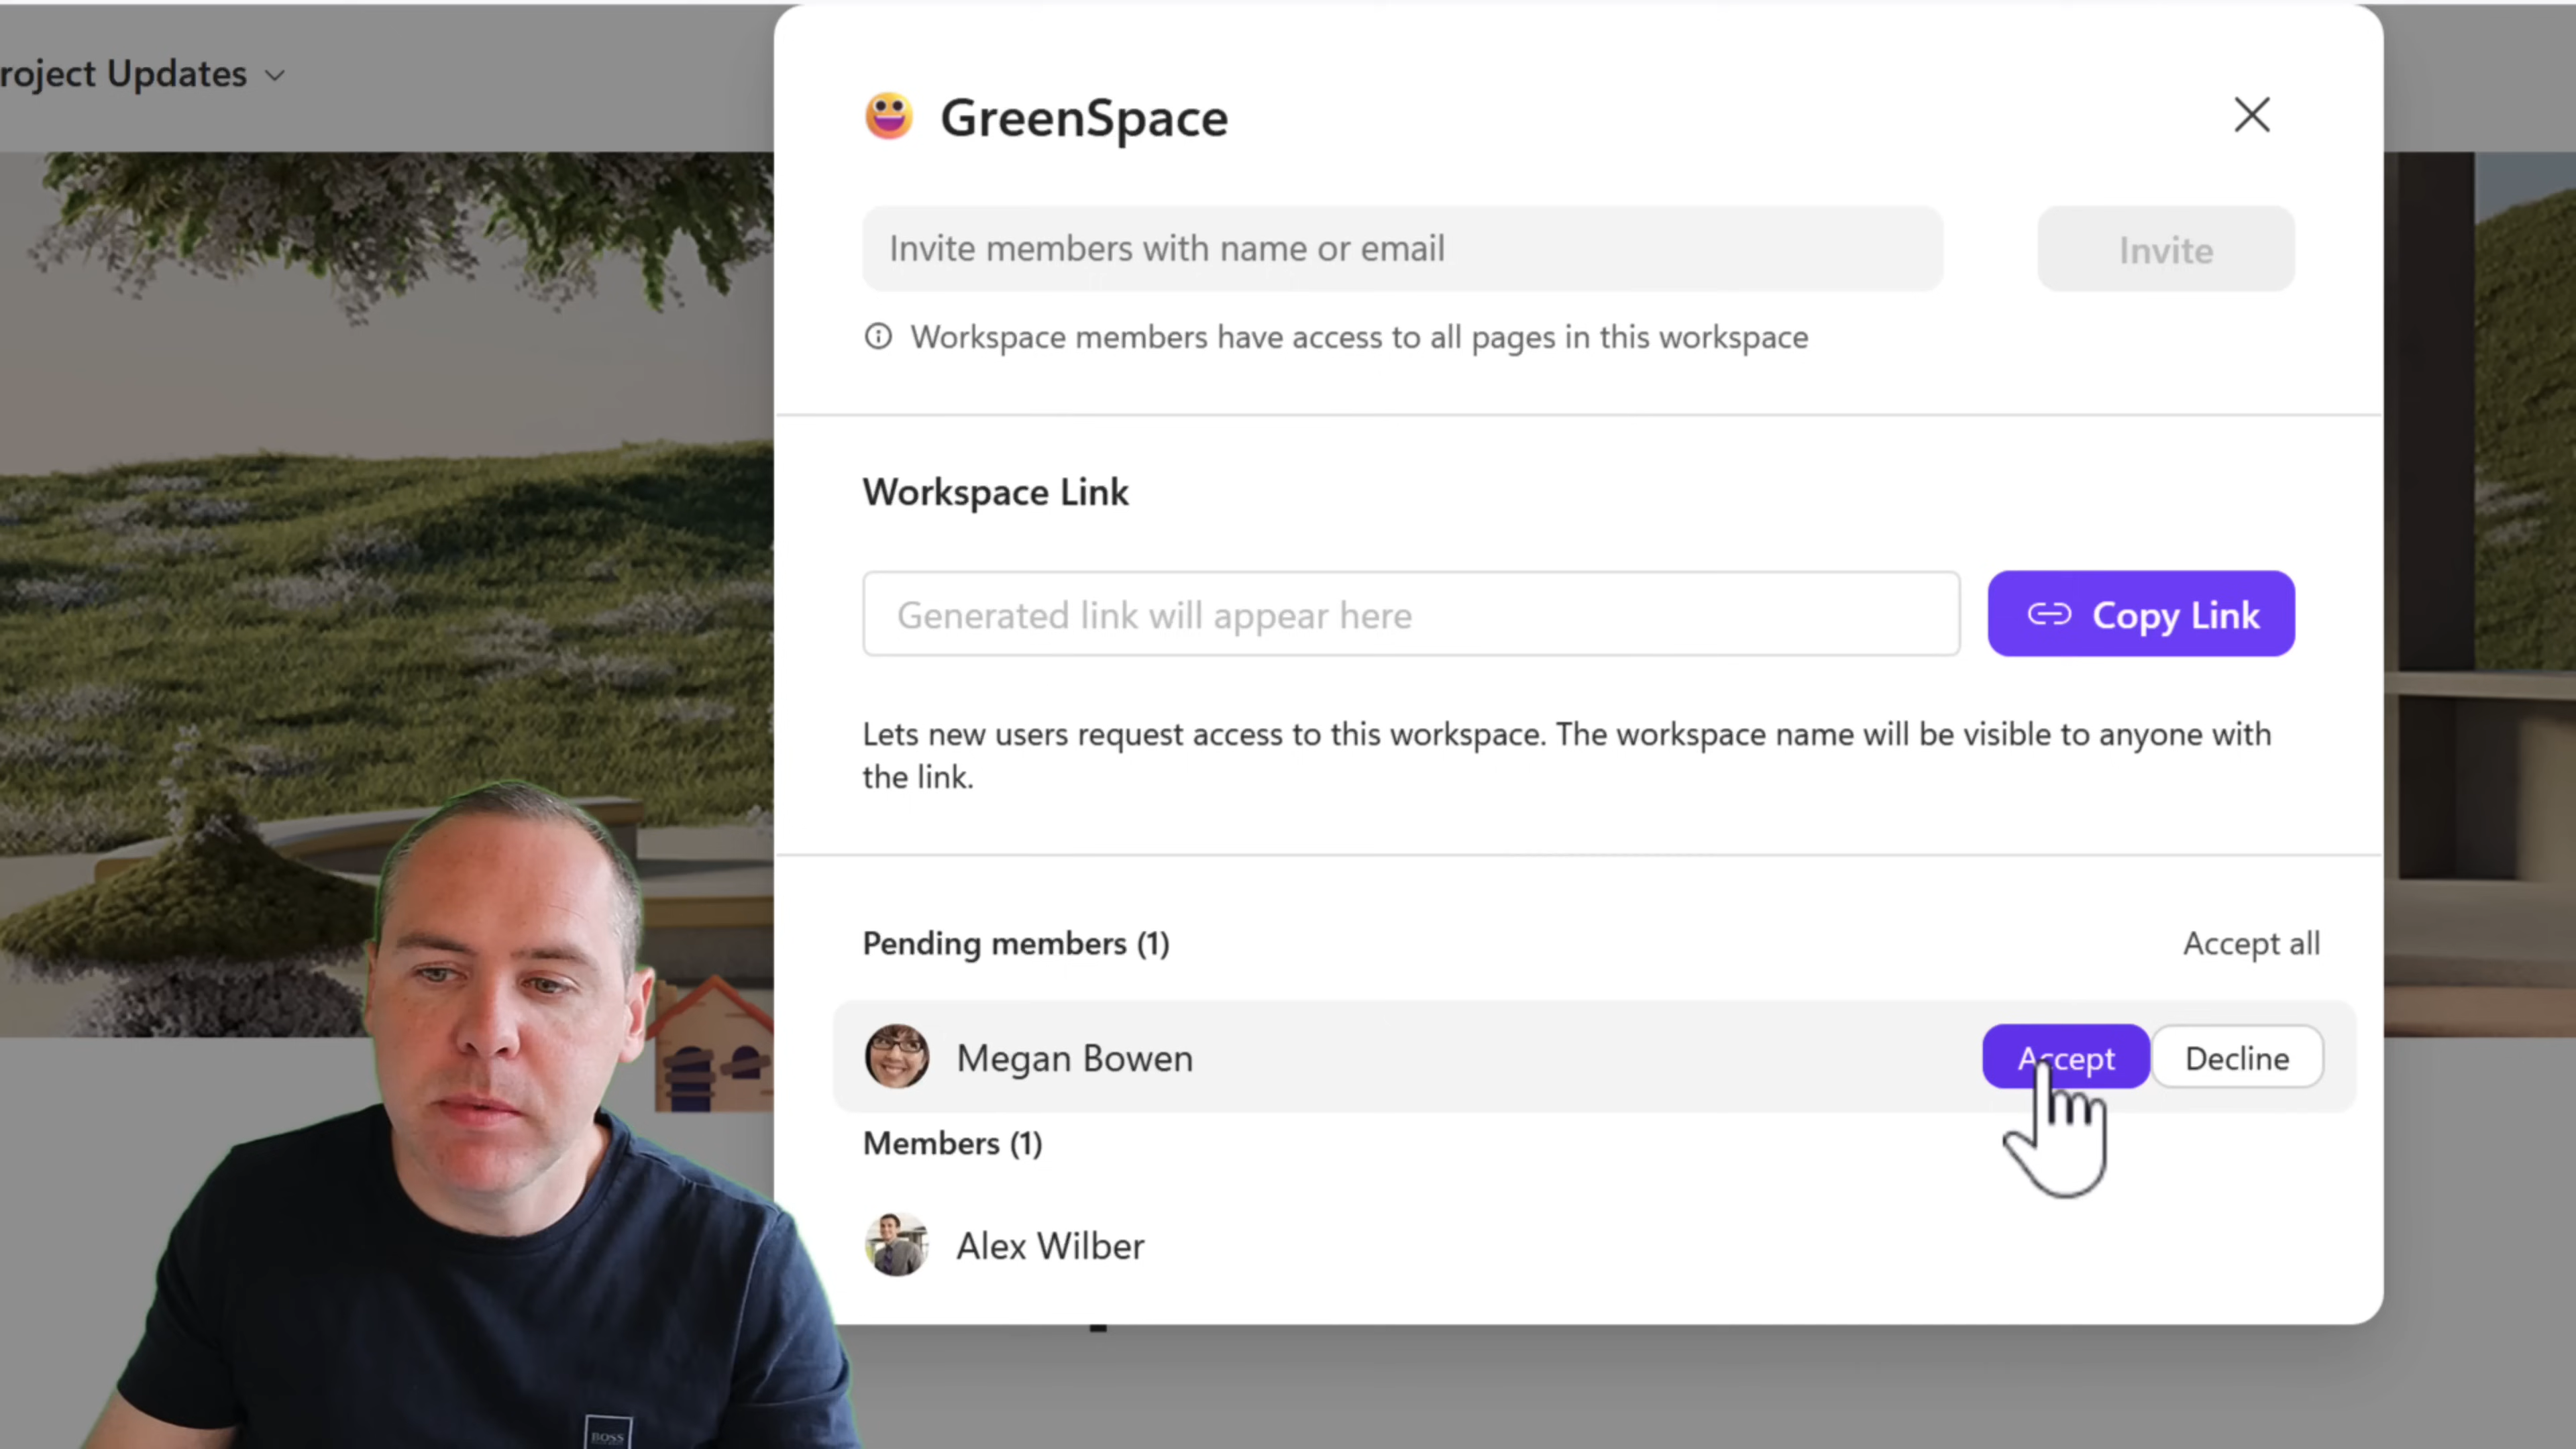 roject Updates
GreenSpace
Invite members with name or email
Invite
Workspace members have access to all pages in this workspace
Workspace Link
Generated link will appear here
Copy Link
Lets new users request access to this workspace. The workspace name will be visible to anyone with
the link.
Pending members (1)
Accept all
Megan Bowen
Accept
Decline
Members (1)
Alex Wilber
BOSS